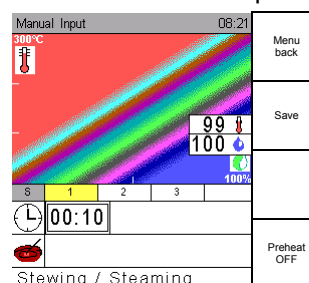 Manual Input 08:21
300°C
Menu
back
Save
99
100
100%
S 1 2 3
00:10
Preheat
OFF
Stewing / Steaming